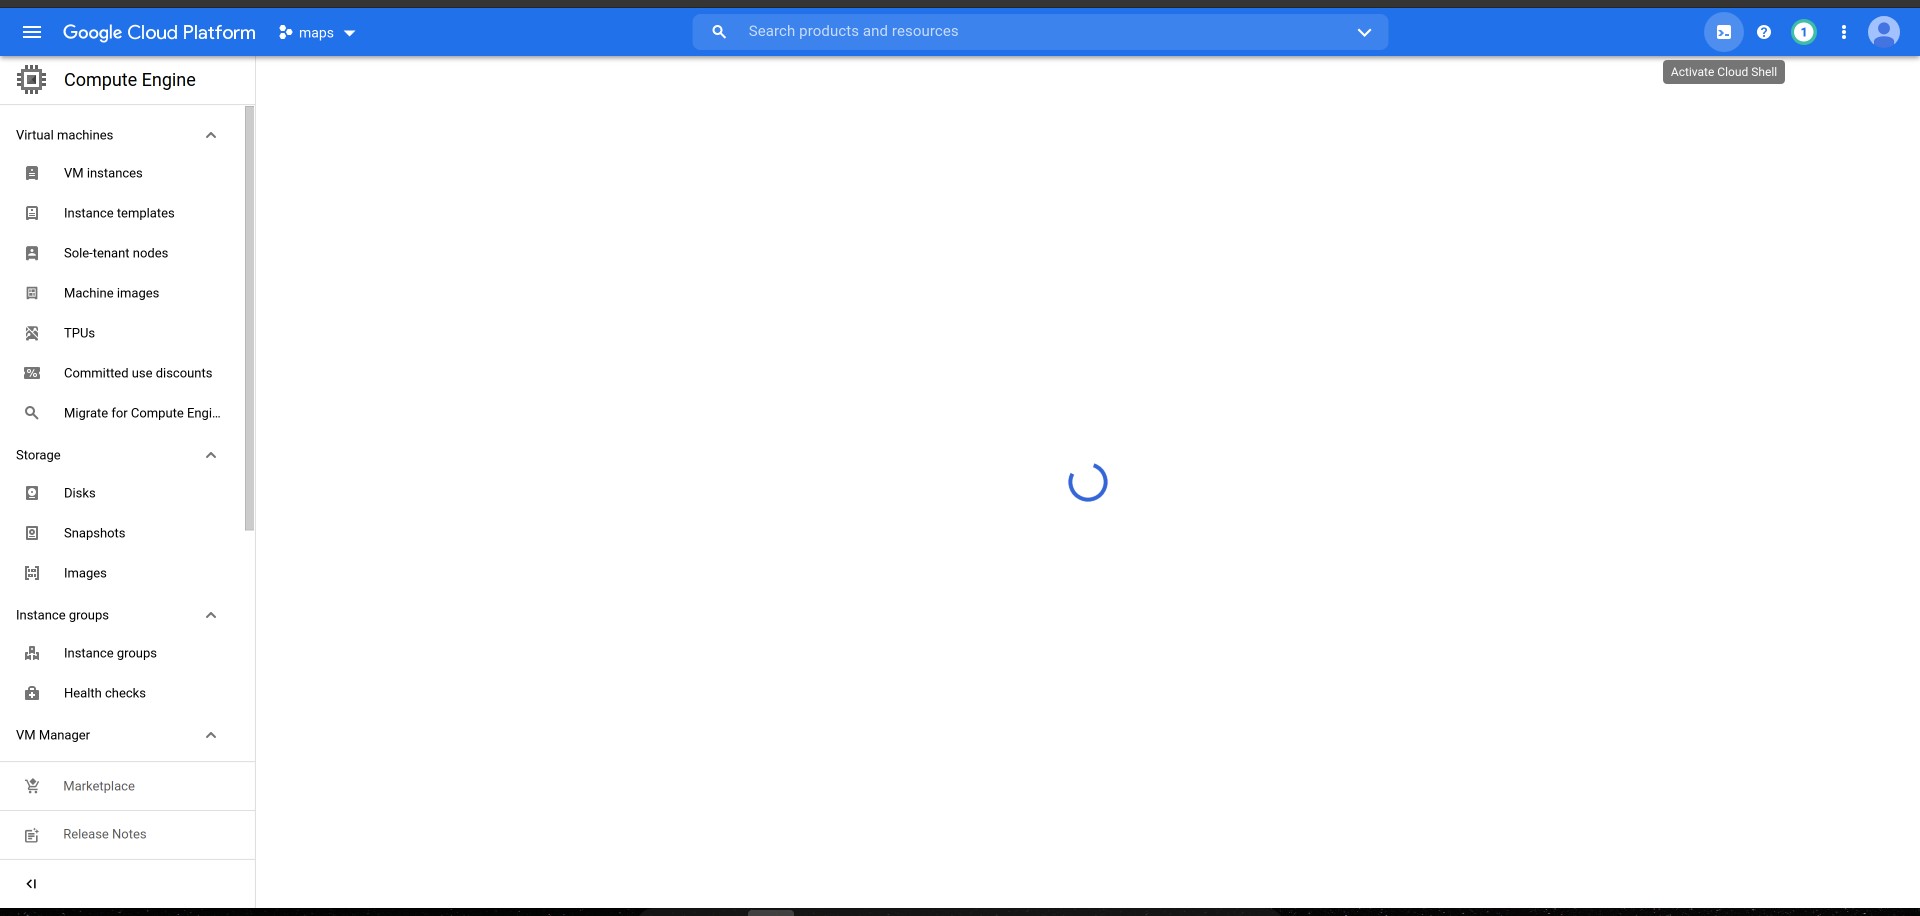 Google Cloud Platform
maps
Search products and resources
1
Activate Cloud Shell
Compute Engine
Virtual machines
VM instances
Instance templates
Sole-tenant nodes
Machine images
TPUs
Committed use discounts
Migrate for Compute Engi...
Storage
Disks
Snapshots
Images
Instance groups
Instance groups
Health checks
VM Manager
Marketplace
Release Notes